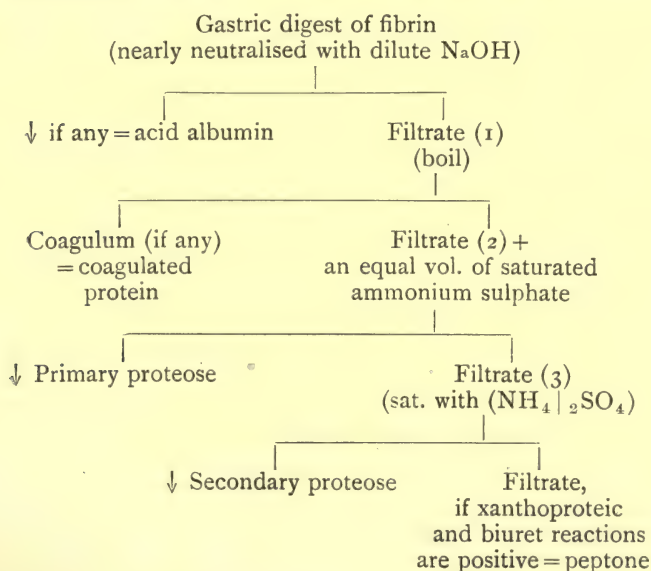 Gastric digest of fibrin
(nearly neutralised with dilute NaOH)
↓ if any = acid albumin
Filtrate (1)
(boil)
Coagulum (if any)
= coagulated
protein
Filtrate (2) +
an equal vol. of saturated
ammonium sulphate
↓ Primary proteose
Filtrate (3)
(sat. with (NH₄|₂SO₄)
↓ Secondary proteose
Filtrate,
if xanthoproteic
and biuret reactions
are positive = peptone